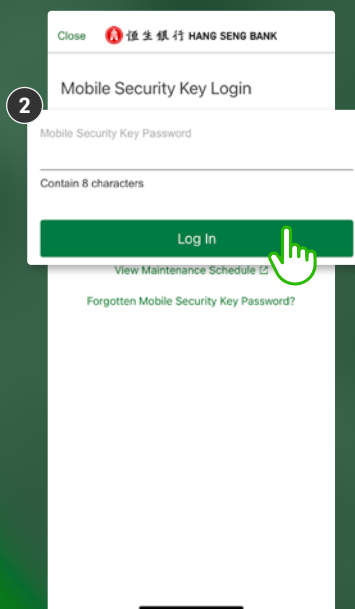 Close 恒生銀行 HANG SENG BANK
Mobile Security Key Login
2
Mobile Security Key Password
Contain 8 characters
Log In
View Maintenance Schedule
Forgotten Mobile Security Key Password?